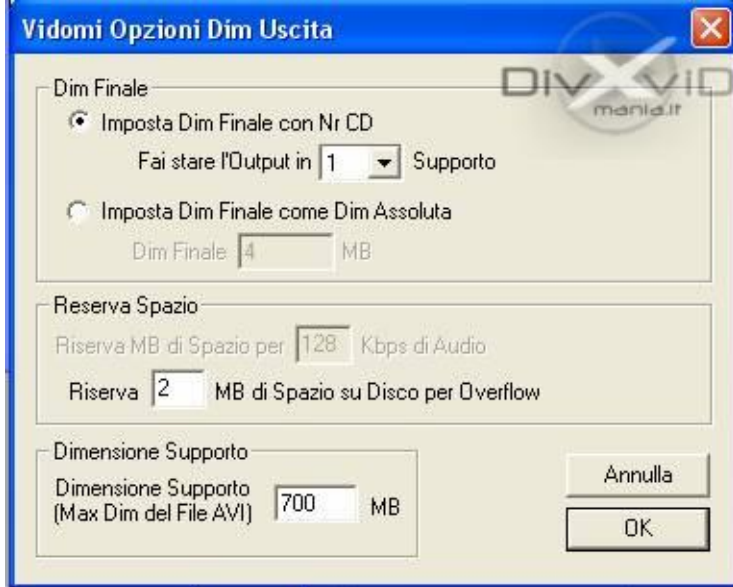 Vidomi Opzioni Dim Uscita
DivXviD
mania.it
Dim Finale
Imposta Dim Finale con Nr CD
Fai stare l'Output in 1 Supporto
Imposta Dim Finale come Dim Assoluta
Dim Finale 4 MB
Reserva Spazio
Riserva MB di Spazio per 128 Kbps di Audio
Riserva 2 MB di Spazio su Disco per Overflow
Dimensione Supporto
Dimensione Supporto
(Max Dim del File AVI) 700 MB
Annulla
OK